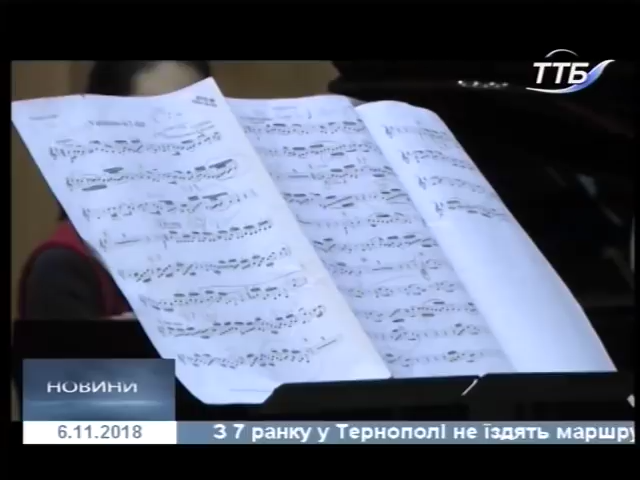 ТТБ
НОВИНИ
6.11.2018
З 7 ранку у Тернополі не їздять маршру